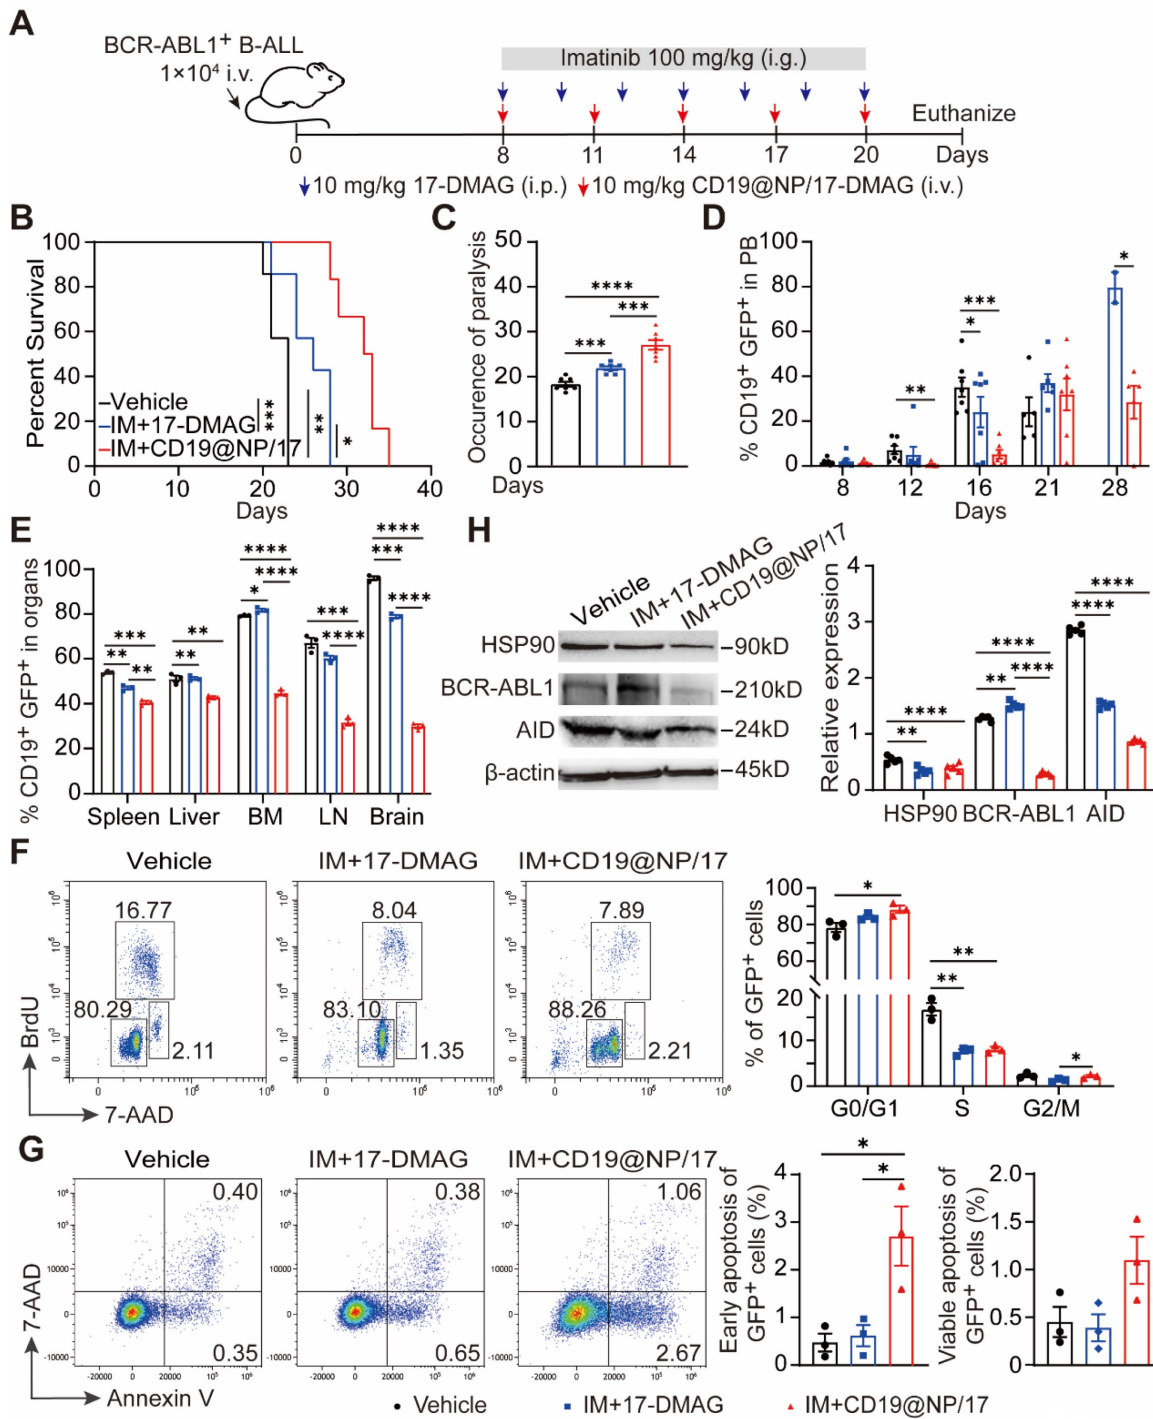 A
BCR-ABL1+ B-ALL
1×10⁴ i.v.
Imatinib 100 mg/kg (i.g.)
Euthanize
0 8 11 14 17 20 Days
10 mg/kg 17-DMAG (i.p.) 10 mg/kg CD19@NP/17-DMAG (i.v.)
B
Percent Survival
100
80
60
40
20
0
Vehicle
IM+17-DMAG
IM+CD19@NP/17
***
**
*
0 10 20 30 40
Days
C
Occurence of paralysis
50
40
30
20
10
0
****
***
***
Days
D
% CD19+ GFP+ in PB
100
80
60
40
20
0
**
***
*
*
8 12 16 21 28
Days
E
% CD19+ GFP+ in organs
100
80
60
40
20
0
***
**
**
**
**
****
****
*
***
****
****
***
****
Spleen Liver BM LN Brain
H
Vehicle
IM+17-DMAG
IM+CD19@NP/17
HSP90 –90kD
BCR-ABL1 –210kD
AID –24kD
β-actin –45kD
Relative expression
4
3
2
1
0
****
**
****
**
****
****
****
HSP90 BCR-ABL1 AID
F
Vehicle IM+17-DMAG IM+CD19@NP/17
16.77 8.04 7.89
80.29 83.10 88.26
2.11 1.35 2.21
BrdU
7-AAD
% of GFP+ cells
100
80
60
20
10
0
*
**
**
*
G0/G1 S G2/M
G
Vehicle IM+17-DMAG IM+CD19@NP/17
0.40 0.38 1.06
0.35 0.65 2.67
7-AAD
Annexin V
Early apoptosis of
GFP+ cells (%)
4
3
2
1
0
*
*
Viable apoptosis of
GFP+ cells (%)
2.0
1.5
1.0
0.5
0.0
Vehicle IM+17-DMAG IM+CD19@NP/17